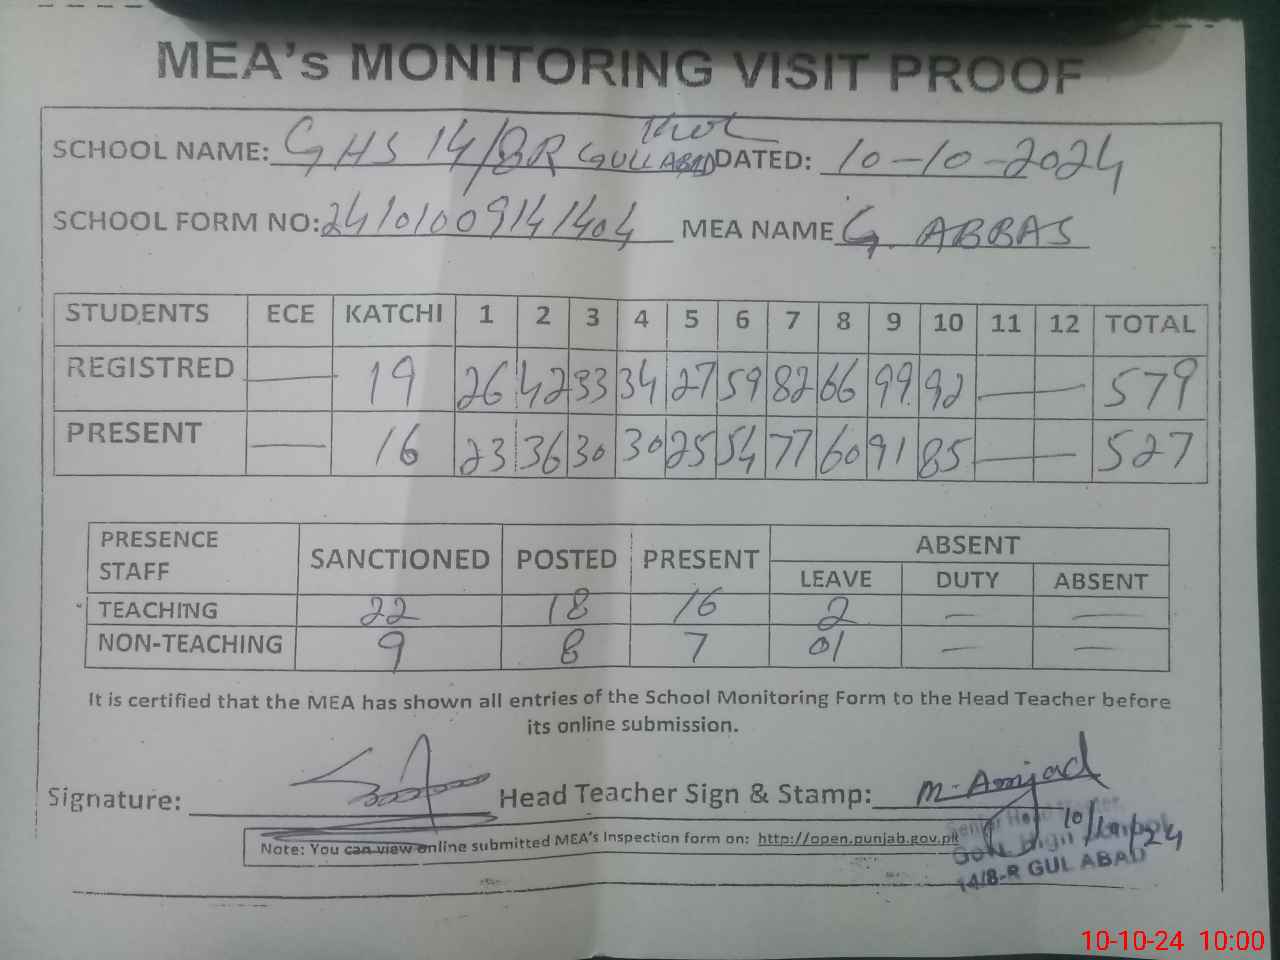 MEA's MONITORING VISIT PROOF
SCHOOL NAME: GHS 14/8R GULL ABAD DATED: 10-10-2024
SCHOOL FORM NO: 24101009141404 MEA NAME G. ABBAS
STUDENTS ECE KATCHI 1 2 3 4 5 6 7 8 9 10 11 12 TOTAL
REGISTRED — 19 26 42 33 34 27 59 82 66 99 92 — — 579
PRESENT — 16 23 36 30 30 25 54 77 60 91 85 — — 527
PRESENCE STAFF SANCTIONED POSTED PRESENT ABSENT
LEAVE DUTY ABSENT
TEACHING 22 18 16 2 — —
NON-TEACHING 9 8 7 01 — —
It is certified that the MEA has shown all entries of the School Monitoring Form to the Head Teacher before
its online submission.
Signature: Head Teacher Sign & Stamp: M. Amjad
Note: You can view online submitted MEA's Inspection form on: http://open.punjab.gov.pk
14/8-R GUL ABAD
10-10-24 10:00